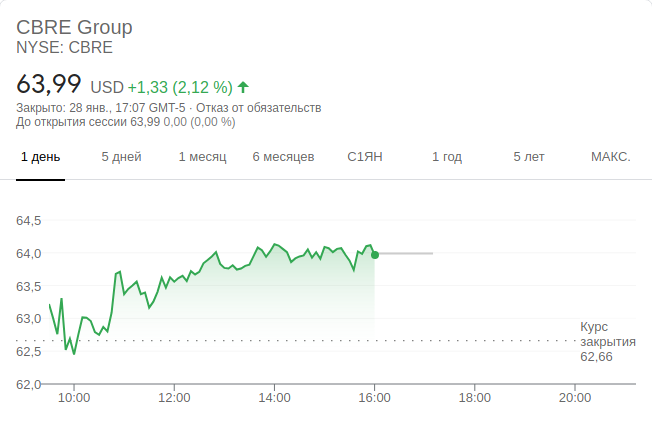 CBRE Group
NYSE: CBRE
63,99 USD +1,33 (2,12 %)
Закрыто: 28 янв., 17:07 GMT-5 · Отказ от обязательств
До открытия сессии 63,99 0,00 (0,00 %)
1 день 5 дней 1 месяц 6 месяцев С1ЯН 1 год 5 лет МАКС.
64,5
64,0
63,5
63,0
62,5
62,0
Курс
закрытия
62,66
10:00 12:00 14:00 16:00 18:00 20:00